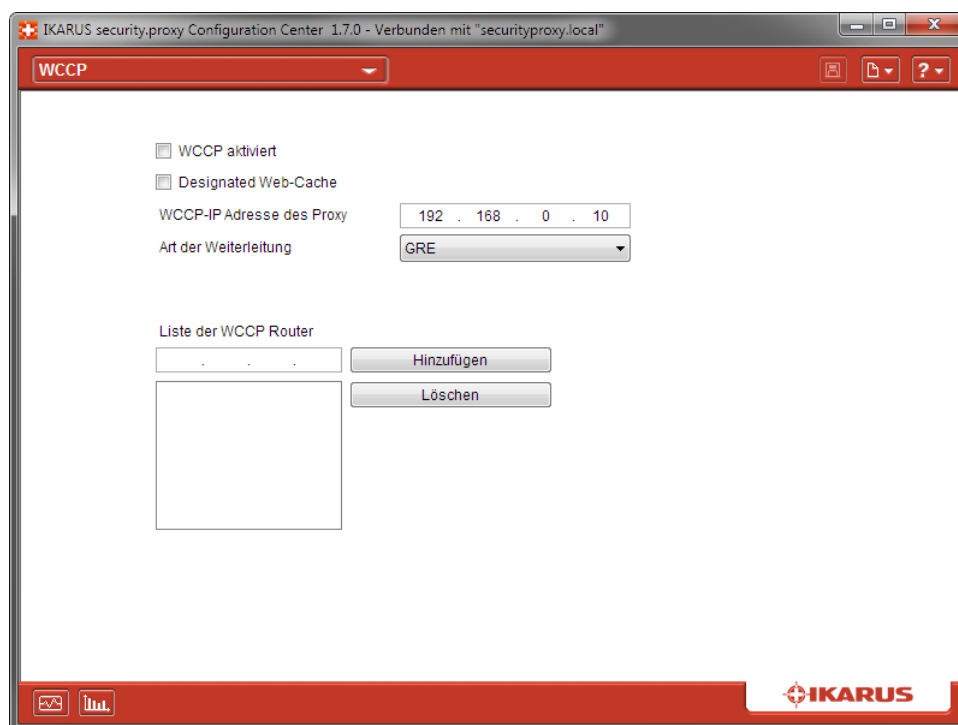 IKARUS security.proxy Configuration Center 1.7.0 - Verbunden mit "securityproxy.local"
WCCP
?
WCCP aktiviert
Designated Web-Cache
WCCP-IP Adresse des Proxy 192 . 168 . 0 . 10
Art der Weiterleitung GRE
Liste der WCCP Router
. . . Hinzufügen
Löschen
IKARUS